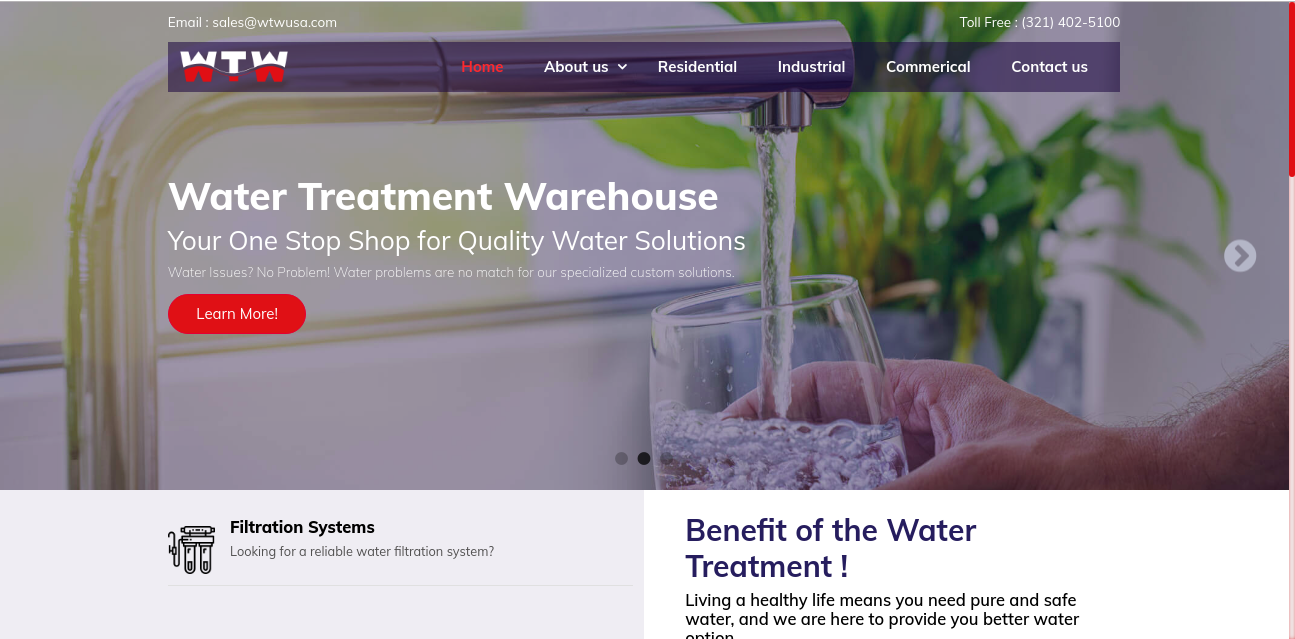 Email : sales@wtwusa.com
Toll Free : (321) 402-5100
WTW
Home
About us
Residential
Industrial
Commerical
Contact us
Water Treatment Warehouse
Your One Stop Shop for Quality Water Solutions
Water Issues? No Problem! Water problems are no match for our specialized custom solutions.
Learn More!
Filtration Systems
Looking for a reliable water filtration system?
Benefit of the Water
Treatment !
Living a healthy life means you need pure and safe
water, and we are here to provide you better water
option